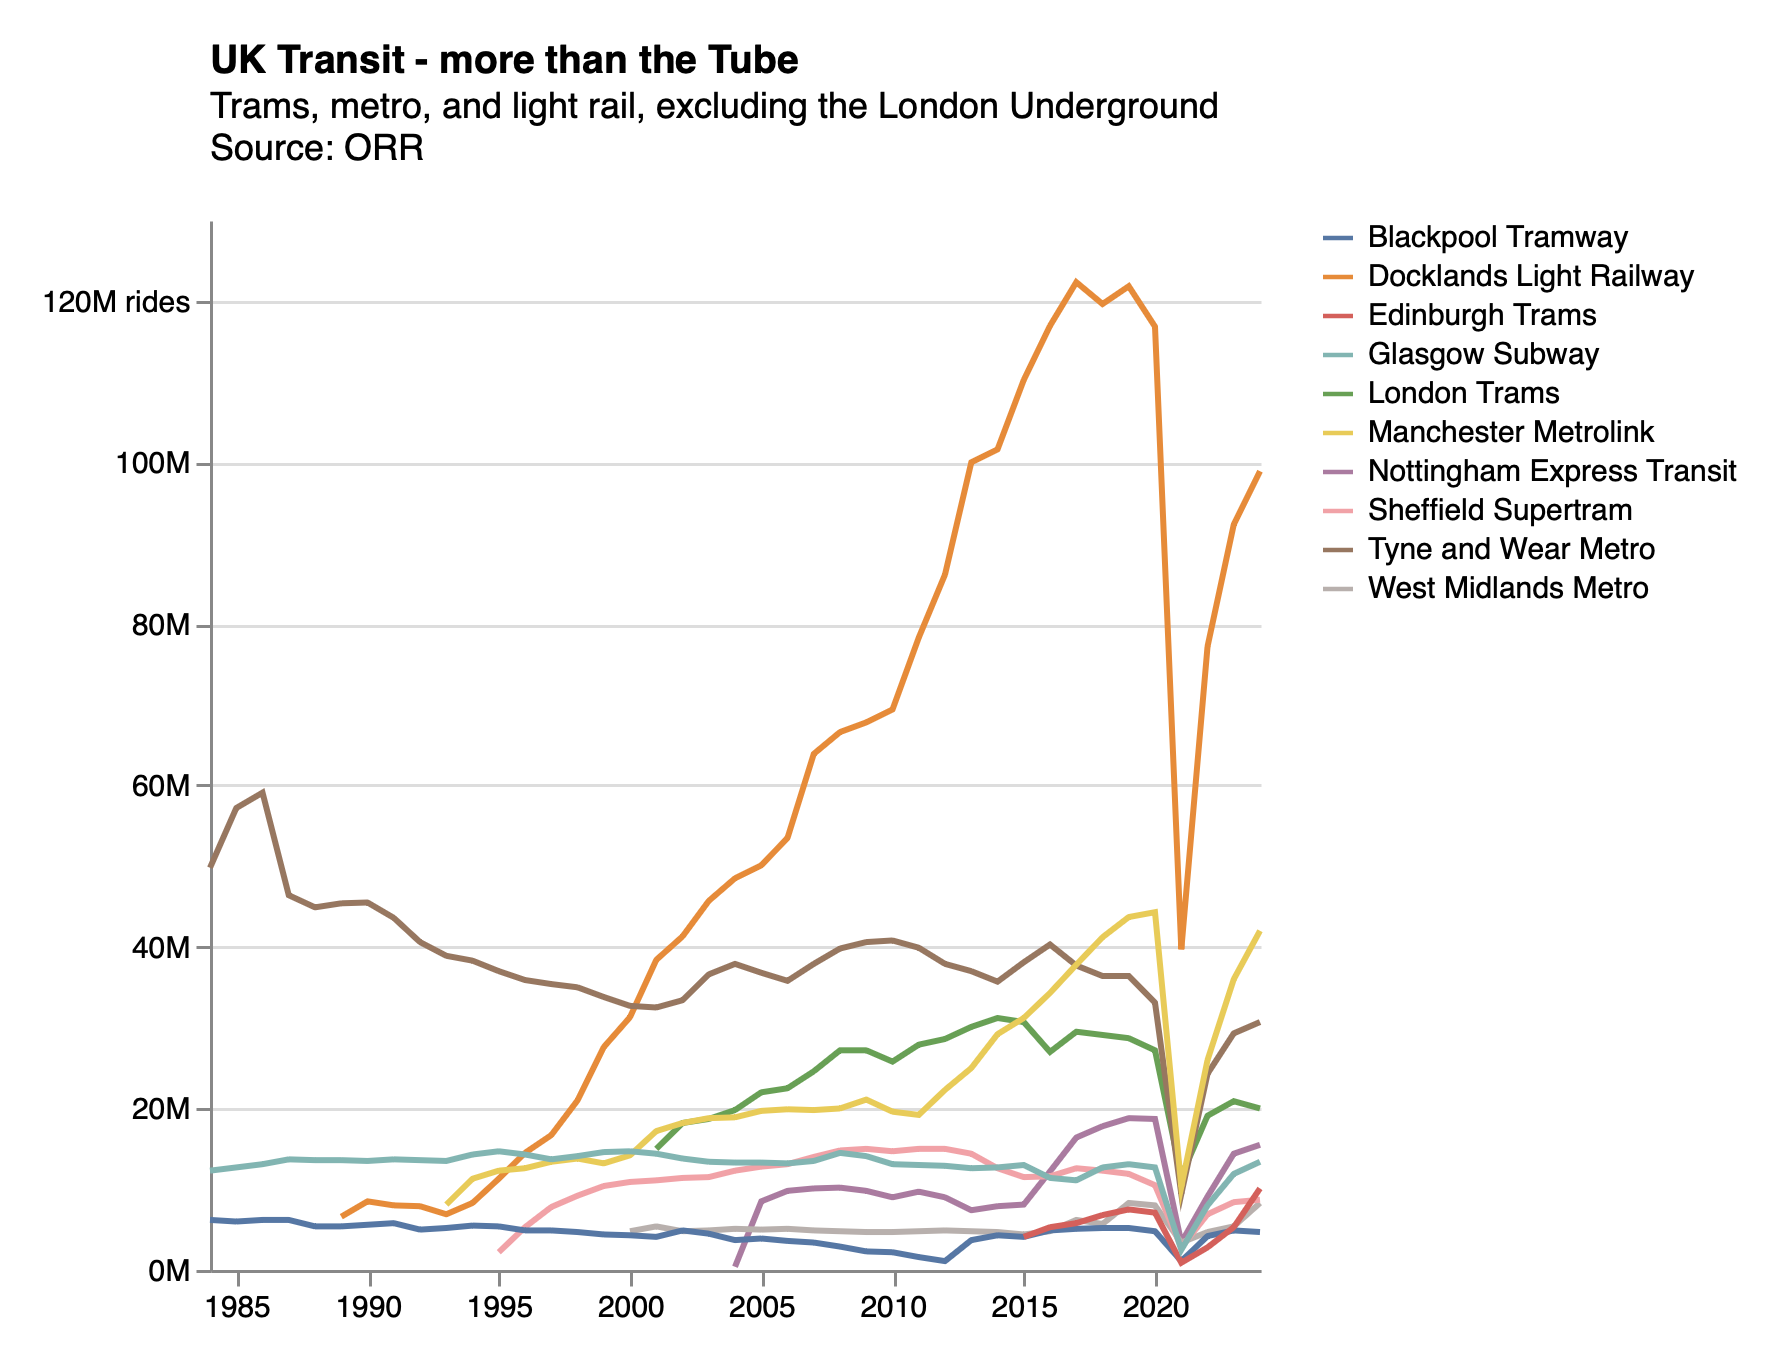 UK Transit - more than the Tube
Trams, metro, and light rail, excluding the London Underground
Source: ORR
120M rides
100M
80M
60M
40M
20M
0M
1985 1990 1995 2000 2005 2010 2015 2020
Blackpool Tramway
Docklands Light Railway
Edinburgh Trams
Glasgow Subway
London Trams
Manchester Metrolink
Nottingham Express Transit
Sheffield Supertram
Tyne and Wear Metro
West Midlands Metro